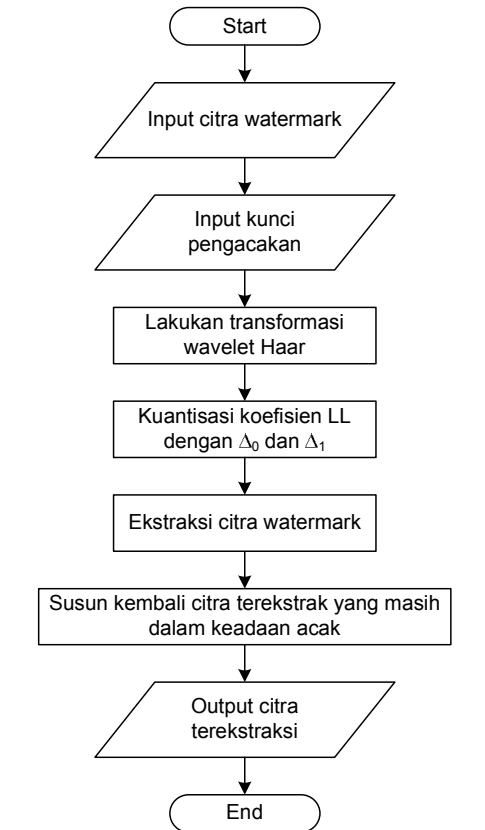 Start
Input citra watermark
Input kunci
pengacakan
Lakukan transformasi
wavelet Haar
Kuantisasi koefisien LL
dengan Δ₀ dan Δ₁
Ekstraksi citra watermark
Susun kembali citra terekstrak yang masih
dalam keadaan acak
Output citra
terekstraksi
End